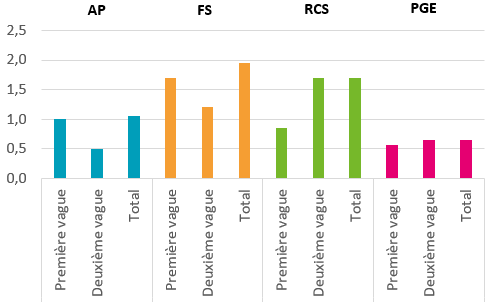 AP FS RCS PGE
2,5
2,0
1,5
1,0
0,5
0,0
Première vague
Deuxième vague
Total
Première vague
Deuxième vague
Total
Première vague
Deuxième vague
Total
Première vague
Deuxième vague
Total